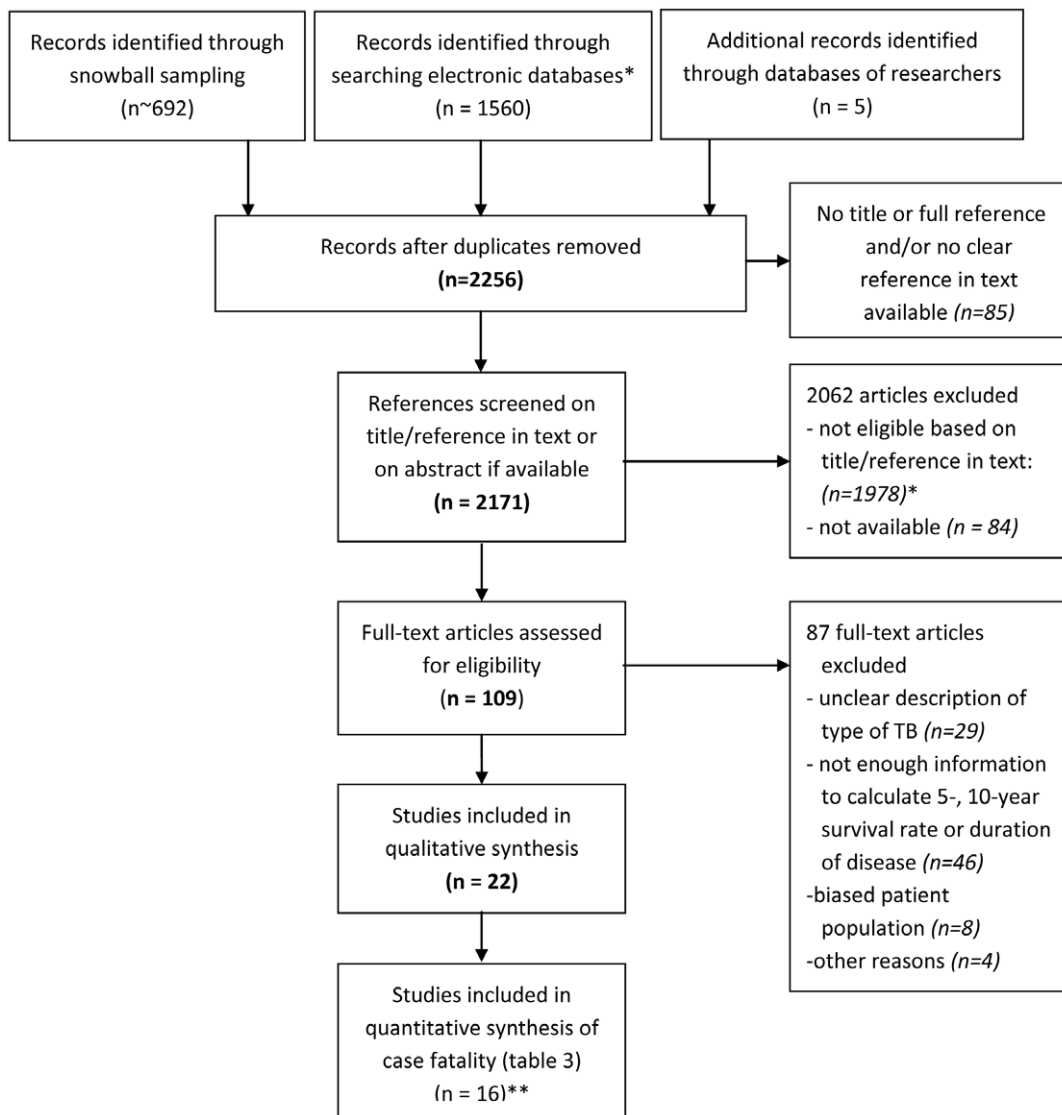 Records identified through
snowball sampling
(n~692)
Records identified through
searching electronic databases*
(n = 1560)
Additional records identified
through databases of researchers
(n = 5)
Records after duplicates removed
(n=2256)
No title or full reference
and/or no clear
reference in text
available (n=85)
References screened on
title/reference in text or
on abstract if available
(n = 2171)
2062 articles excluded
- not eligible based on
title/reference in text:
(n=1978)*
- not available (n = 84)
Full-text articles assessed
for eligibility
(n = 109)
87 full-text articles
excluded
- unclear description of
type of TB (n=29)
- not enough information
to calculate 5-, 10-year
survival rate or duration
of disease (n=46)
-biased patient
population (n=8)
-other reasons (n=4)
Studies included in
qualitative synthesis
(n = 22)
Studies included in
quantitative synthesis of
case fatality (table 3)
(n = 16)**